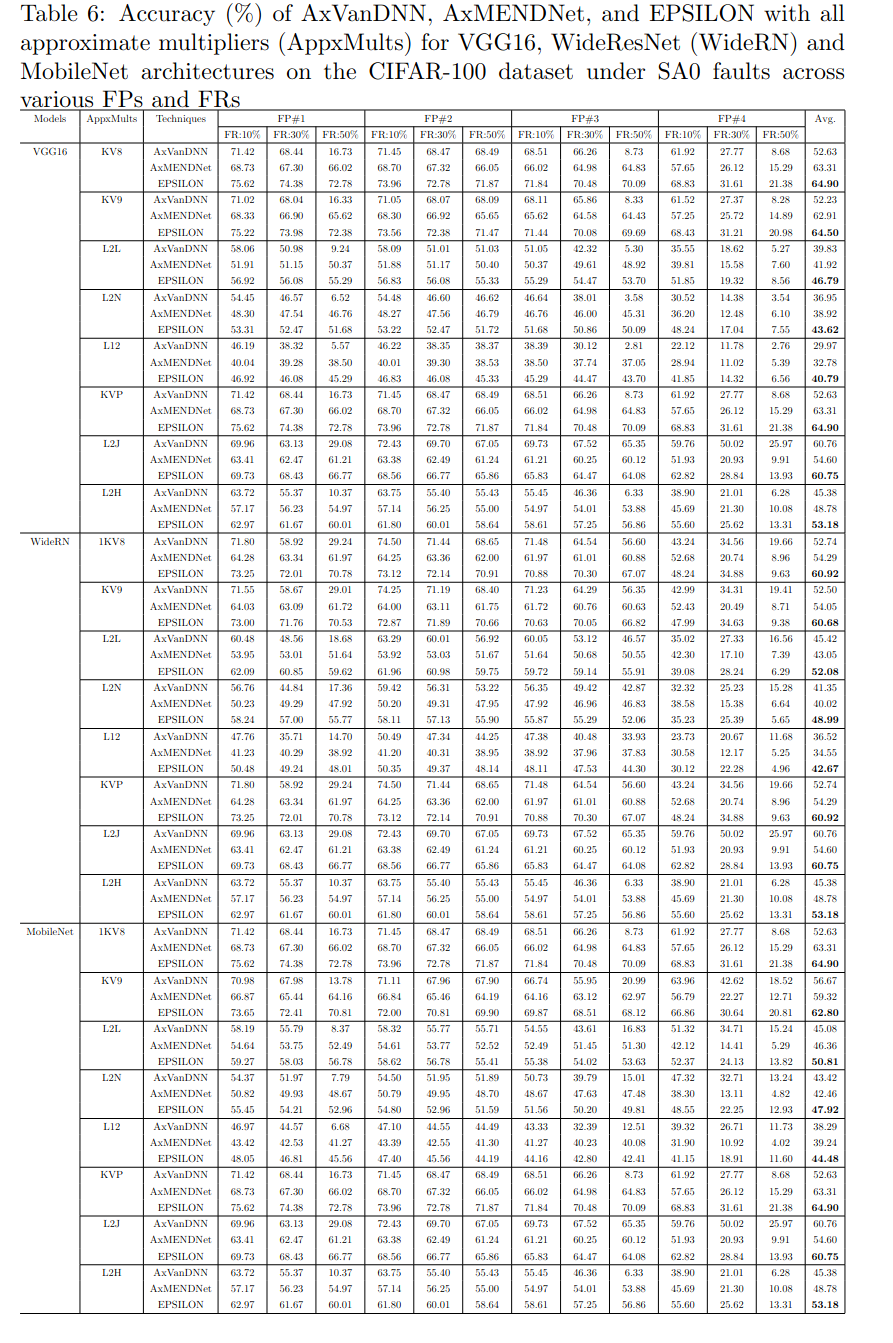 Table 6: Accuracy (%) of AxVanDNN, AxMENDNet, and EPSILON with all
approximate multipliers (AppxMults) for VGG16, WideResNet (WideRN) and
MobileNet architectures on the CIFAR-100 dataset under SA0 faults across
various FPs and FRs
Models AppxMults Techniques FP#1 FP#2 FP#3 FP#4 Avg.
FR:10% FR:30% FR:50% FR:10% FR:30% FR:50% FR:10% FR:30% FR:50% FR:10% FR:30% FR:50%
VGG16 KV8 AxVanDNN 71.42 68.44 16.73 71.45 68.47 68.49 68.51 66.26 8.73 61.92 27.77 8.68 52.63
AxMENDNet 68.73 67.30 66.02 68.70 67.32 66.05 66.02 64.98 64.83 57.65 26.12 15.29 63.31
EPSILON 75.62 74.38 72.78 73.96 72.78 71.87 71.84 70.48 70.09 68.83 31.61 21.38 64.90
KV9 AxVanDNN 71.02 68.04 16.33 71.05 68.07 68.09 68.11 65.86 8.33 61.52 27.37 8.28 52.23
AxMENDNet 68.33 66.90 65.62 68.30 66.92 65.65 65.62 64.58 64.43 57.25 25.72 14.89 62.91
EPSILON 75.22 73.98 72.38 73.56 72.38 71.47 71.44 70.08 69.69 68.43 31.21 20.98 64.50
L2L AxVanDNN 58.06 50.98 9.24 58.09 51.01 51.03 51.05 42.32 5.30 35.55 18.62 5.27 39.83
AxMENDNet 51.91 51.15 50.37 51.88 51.17 50.40 50.37 49.61 48.92 39.81 15.58 7.60 41.92
EPSILON 56.92 56.08 55.29 56.83 56.08 55.33 55.29 54.47 53.70 51.85 19.32 8.56 46.79
L2N AxVanDNN 54.45 46.57 6.52 54.48 46.60 46.62 46.64 38.01 3.58 30.52 14.38 3.54 36.95
AxMENDNet 48.30 47.54 46.76 48.27 47.56 46.79 46.76 46.00 45.31 36.20 12.48 6.10 38.92
EPSILON 53.31 52.47 51.68 53.22 52.47 51.72 51.68 50.86 50.09 48.24 17.04 7.55 43.62
L12 AxVanDNN 46.19 38.32 5.57 46.22 38.35 38.37 38.39 30.12 2.81 22.12 11.78 2.76 29.97
AxMENDNet 40.04 39.28 38.50 40.01 39.30 38.53 38.50 37.74 37.05 28.94 11.02 5.39 32.78
EPSILON 46.92 46.08 45.29 46.83 46.08 45.33 45.29 44.47 43.70 41.85 14.32 6.56 40.79
KVP AxVanDNN 71.42 68.44 16.73 71.45 68.47 68.49 68.51 66.26 8.73 61.92 27.77 8.68 52.63
AxMENDNet 68.73 67.30 66.02 68.70 67.32 66.05 66.02 64.98 64.83 57.65 26.12 15.29 63.31
EPSILON 75.62 74.38 72.78 73.96 72.78 71.87 71.84 70.48 70.09 68.83 31.61 21.38 64.90
L2J AxVanDNN 69.96 63.13 29.08 72.43 69.70 67.05 69.73 67.52 65.35 59.76 50.02 25.97 60.76
AxMENDNet 63.41 62.47 61.21 63.38 62.49 61.24 61.21 60.25 60.12 51.93 20.93 9.91 54.60
EPSILON 69.73 68.43 66.77 68.56 66.77 65.86 65.83 64.47 64.08 62.82 28.84 13.93 60.75
L2H AxVanDNN 63.72 55.37 10.37 63.75 55.40 55.43 55.45 46.36 6.33 38.90 21.01 6.28 45.38
AxMENDNet 57.17 56.23 54.97 57.14 56.25 55.00 54.97 54.01 53.88 45.69 21.30 10.08 48.78
EPSILON 62.97 61.67 60.01 61.80 60.01 58.64 58.61 57.25 56.86 55.60 25.62 13.31 53.18
WideRN 1KV8 AxVanDNN 71.80 58.92 29.24 74.50 71.44 68.65 71.48 64.54 56.60 43.24 34.56 19.66 52.74
AxMENDNet 64.28 63.34 61.97 64.25 63.36 62.00 61.97 61.01 60.88 52.68 20.74 8.96 54.29
EPSILON 73.25 72.01 70.78 73.12 72.14 70.91 70.88 70.30 67.07 48.24 34.88 9.63 60.92
KV9 AxVanDNN 71.55 58.67 29.01 74.25 71.19 68.40 71.23 64.29 56.35 42.99 34.31 19.41 52.50
AxMENDNet 64.03 63.09 61.72 64.00 63.11 61.75 61.72 60.76 60.63 52.43 20.49 8.71 54.05
EPSILON 73.00 71.76 70.53 72.87 71.89 70.66 70.63 70.05 66.82 47.99 34.63 9.38 60.68
L2L AxVanDNN 60.48 48.56 18.68 63.29 60.01 56.92 60.05 53.12 46.57 35.02 27.33 16.56 45.42
AxMENDNet 53.95 53.01 51.64 53.92 53.03 51.67 51.64 50.68 50.55 42.30 17.10 7.39 43.05
EPSILON 62.09 60.85 59.62 61.96 60.98 59.75 59.72 59.14 55.91 39.08 28.24 6.29 52.08
L2N AxVanDNN 56.76 44.84 17.36 59.42 56.31 53.22 56.35 49.42 42.87 32.32 25.23 15.28 41.35
AxMENDNet 50.23 49.29 47.92 50.20 49.31 47.95 47.92 46.96 46.83 38.58 15.38 6.64 40.02
EPSILON 58.24 57.00 55.77 58.11 57.13 55.90 55.87 55.29 52.06 35.23 25.39 5.65 48.99
L12 AxVanDNN 47.76 35.71 14.70 50.49 47.34 44.25 47.38 40.48 33.93 23.73 20.67 11.68 36.52
AxMENDNet 41.23 40.29 38.92 41.20 40.31 38.95 38.92 37.96 37.83 30.58 12.17 5.25 34.55
EPSILON 50.48 49.24 48.01 50.35 49.37 48.14 48.11 47.53 44.30 30.12 22.28 4.96 42.67
KVP AxVanDNN 71.80 58.92 29.24 74.50 71.44 68.65 71.48 64.54 56.60 43.24 34.56 19.66 52.74
AxMENDNet 64.28 63.34 61.97 64.25 63.36 62.00 61.97 61.01 60.88 52.68 20.74 8.96 54.29
EPSILON 73.25 72.01 70.78 73.12 72.14 70.91 70.88 70.30 67.07 48.24 34.88 9.63 60.92
L2J AxVanDNN 69.96 63.13 29.08 72.43 69.70 67.05 69.73 67.52 65.35 59.76 50.02 25.97 60.76
AxMENDNet 63.41 62.47 61.21 63.38 62.49 61.24 61.21 60.25 60.12 51.93 20.93 9.91 54.60
EPSILON 69.73 68.43 66.77 68.56 66.77 65.86 65.83 64.47 64.08 62.82 28.84 13.93 60.75
L2H AxVanDNN 63.72 55.37 10.37 63.75 55.40 55.43 55.45 46.36 6.33 38.90 21.01 6.28 45.38
AxMENDNet 57.17 56.23 54.97 57.14 56.25 55.00 54.97 54.01 53.88 45.69 21.30 10.08 48.78
EPSILON 62.97 61.67 60.01 61.80 60.01 58.64 58.61 57.25 56.86 55.60 25.62 13.31 53.18
MobileNet 1KV8 AxVanDNN 71.42 68.44 16.73 71.45 68.47 68.49 68.51 66.26 8.73 61.92 27.77 8.68 52.63
AxMENDNet 68.73 67.30 66.02 68.70 67.32 66.05 66.02 64.98 64.83 57.65 26.12 15.29 63.31
EPSILON 75.62 74.38 72.78 73.96 72.78 71.87 71.84 70.48 70.09 68.83 31.61 21.38 64.90
KV9 AxVanDNN 70.98 67.98 13.78 71.11 67.96 67.90 66.74 55.95 20.99 63.96 42.62 18.52 56.67
AxMENDNet 66.87 65.44 64.16 66.84 65.46 64.19 64.16 63.12 62.97 56.79 22.27 12.71 59.32
EPSILON 73.65 72.41 70.81 72.00 70.81 69.90 69.87 68.51 68.12 66.86 30.64 20.81 62.80
L2L AxVanDNN 58.19 55.79 8.37 58.32 55.77 55.71 54.55 43.61 16.83 51.32 34.71 15.24 45.08
AxMENDNet 54.64 53.75 52.49 54.61 53.77 52.52 52.49 51.45 51.30 42.12 14.41 5.29 46.36
EPSILON 59.27 58.03 56.78 58.62 56.78 55.41 55.38 54.02 53.63 52.37 24.13 13.82 50.81
L2N AxVanDNN 54.37 51.97 7.79 54.50 51.95 51.89 50.73 39.79 15.01 47.32 32.71 13.24 43.42
AxMENDNet 50.82 49.93 48.67 50.79 49.95 48.70 48.67 47.63 47.48 38.30 13.11 4.82 42.46
EPSILON 55.45 54.21 52.96 54.80 52.96 51.59 51.56 50.20 49.81 48.55 22.25 12.93 47.92
L12 AxVanDNN 46.97 44.57 6.68 47.10 44.55 44.49 43.33 32.39 12.51 39.32 26.71 11.73 38.29
AxMENDNet 43.42 42.53 41.27 43.39 42.55 41.30 41.27 40.23 40.08 31.90 10.92 4.02 39.24
EPSILON 48.05 46.81 45.56 47.40 45.56 44.19 44.16 42.80 42.41 41.15 18.91 11.60 44.48
KVP AxVanDNN 71.42 68.44 16.73 71.45 68.47 68.49 68.51 66.26 8.73 61.92 27.77 8.68 52.63
AxMENDNet 68.73 67.30 66.02 68.70 67.32 66.05 66.02 64.98 64.83 57.65 26.12 15.29 63.31
EPSILON 75.62 74.38 72.78 73.96 72.78 71.87 71.84 70.48 70.09 68.83 31.61 21.38 64.90
L2J AxVanDNN 69.96 63.13 29.08 72.43 69.70 67.05 69.73 67.52 65.35 59.76 50.02 25.97 60.76
AxMENDNet 63.41 62.47 61.21 63.38 62.49 61.24 61.21 60.25 60.12 51.93 20.93 9.91 54.60
EPSILON 69.73 68.43 66.77 68.56 66.77 65.86 65.83 64.47 64.08 62.82 28.84 13.93 60.75
L2H AxVanDNN 63.72 55.37 10.37 63.75 55.40 55.43 55.45 46.36 6.33 38.90 21.01 6.28 45.38
AxMENDNet 57.17 56.23 54.97 57.14 56.25 55.00 54.97 54.01 53.88 45.69 21.30 10.08 48.78
EPSILON 62.97 61.67 60.01 61.80 60.01 58.64 58.61 57.25 56.86 55.60 25.62 13.31 53.18